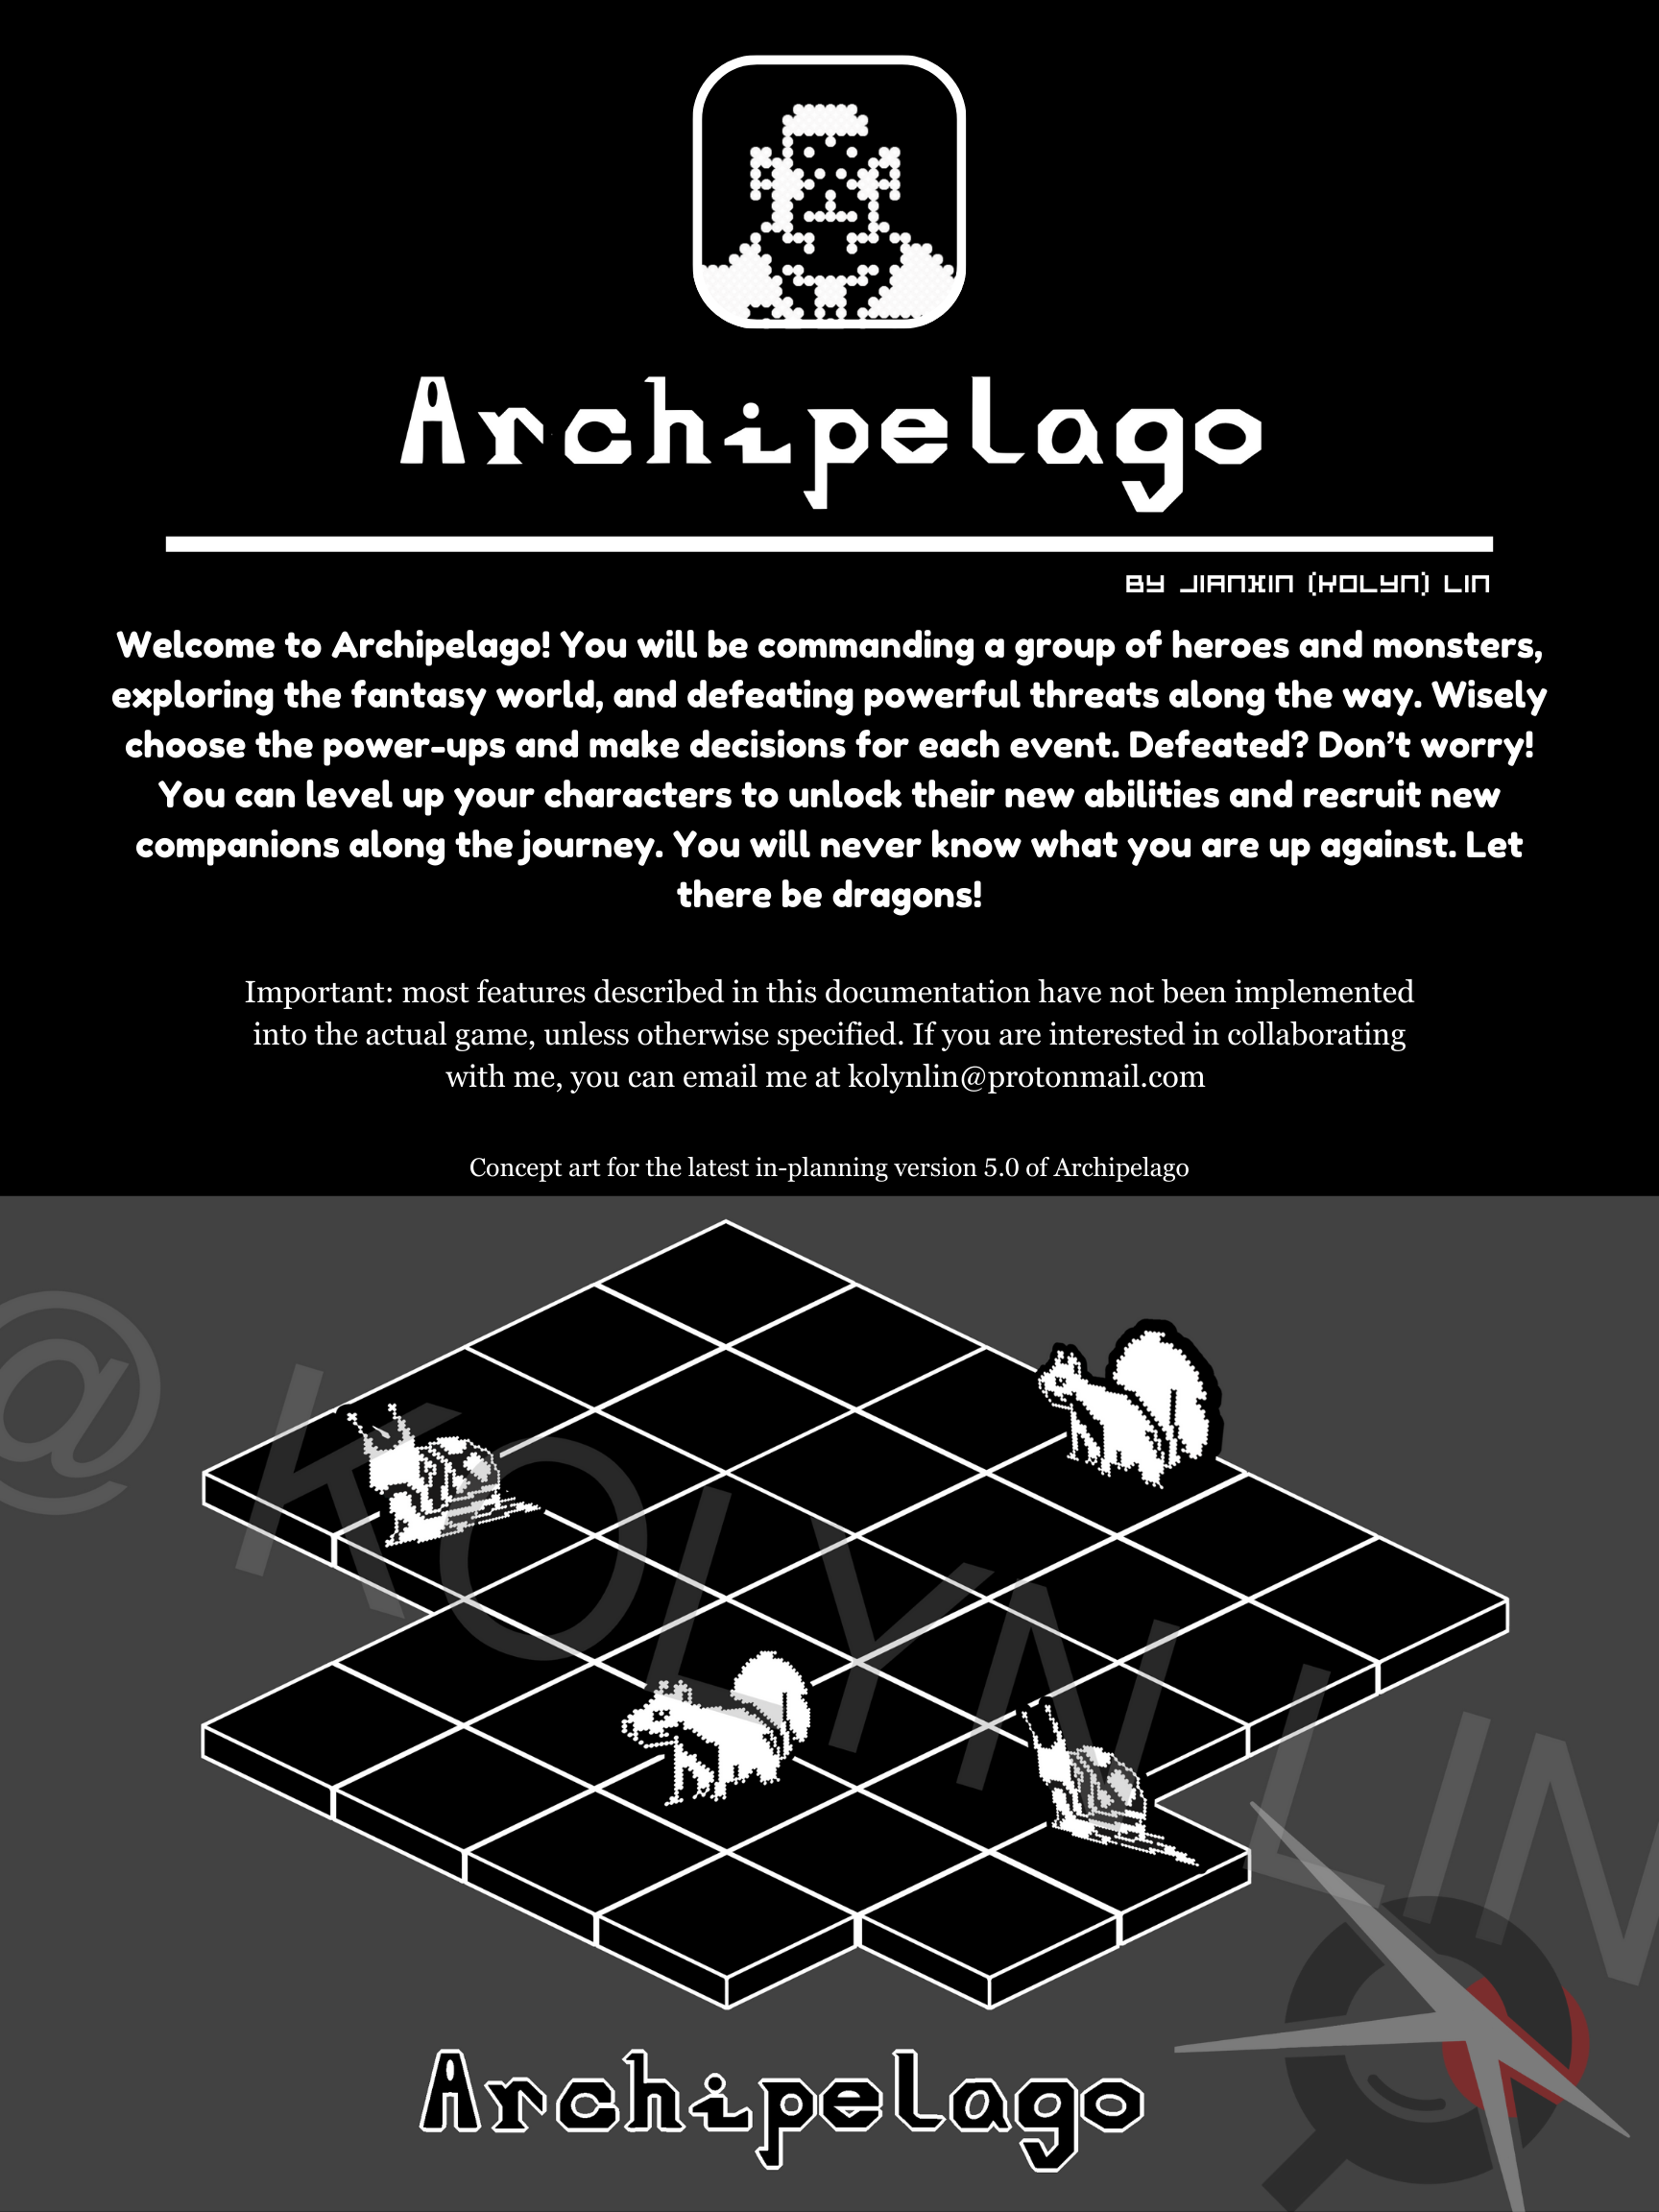 Archipelago
BY JIANXIN (KOLYN) LIN
Welcome to Archipelago! You will be commanding a group of heroes and monsters,
exploring the fantasy world, and defeating powerful threats along the way. Wisely
choose the power-ups and make decisions for each event. Defeated? Don’t worry!
You can level up your characters to unlock their new abilities and recruit new
companions along the journey. You will never know what you are up against. Let
there be dragons!
Important: most features described in this documentation have not been implemented
into the actual game, unless otherwise specified. If you are interested in collaborating
with me, you can email me at kolynlin@protonmail.com
Concept art for the latest in-planning version 5.0 of Archipelago
@KOLYN LIN
Archipelago